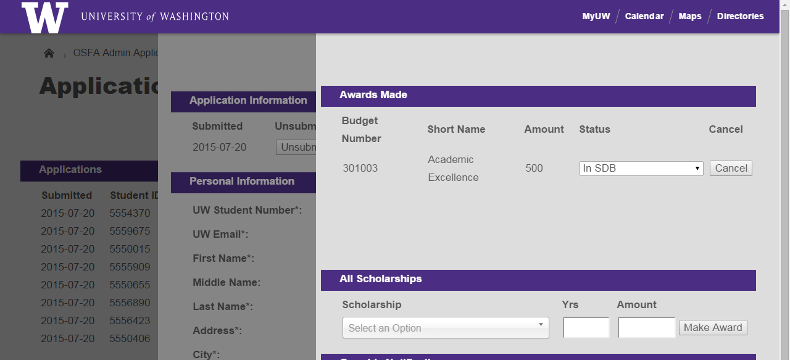 W UNIVERSITY of WASHINGTON
MyUW / Calendar / Maps / Directories
OSFA Admin
Application
Applications
Submitted Student ID
2015-07-20 5554370
2015-07-20 5559675
2015-07-20 5550015
2015-07-20 5555909
2015-07-20 5550655
2015-07-20 5556890
2015-07-20 5556423
2015-07-20 5550406
Application Information
Submitted Unsubm
2015-07-20 Unsubm
Personal Information
UW Student Number*:
UW Email*:
First Name*:
Middle Name:
Last Name*:
Address*:
City*:
Awards Made
Budget Number Short Name Amount Status Cancel
301003 Academic Excellence 500 In SDB Cancel
All Scholarships
Scholarship Yrs Amount
Select an Option Make Award